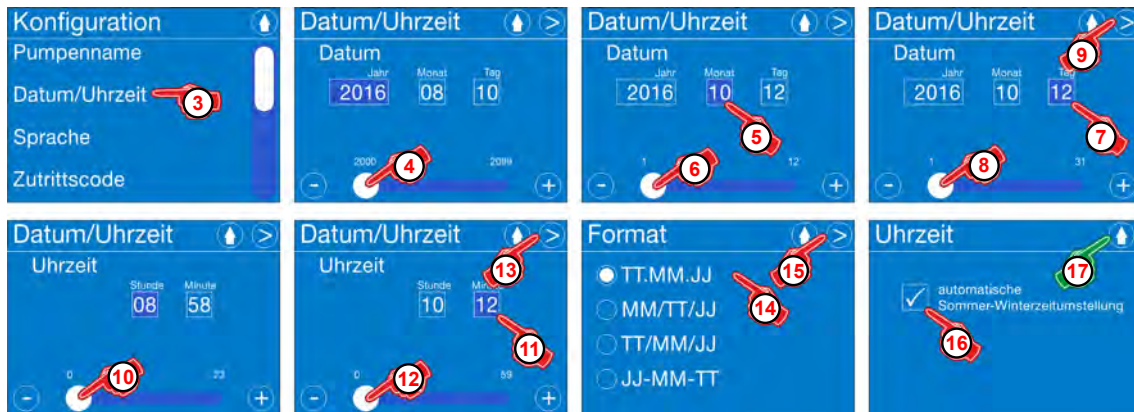 Konfiguration
Pumpenname
Datum/Uhrzeit
3
Sprache
Zutrittscode
Datum/Uhrzeit >
Datum
Jahr Monat Tag
2016 08 10
4
2000 2099
- +
Datum/Uhrzeit >
Datum
Jahr Monat Tag
2016 10 12
5
6
1 12
- +
Datum/Uhrzeit >
9
Datum
Jahr Monat Tag
2016 10 12
7
8
1 31
- +
Datum/Uhrzeit >
Uhrzeit
Stunde Minute
08 58
10
0 23
- +
Datum/Uhrzeit >
13
Uhrzeit
Stunde
10 12
11
12
0 59
- +
Format >
15
TT.MM.JJ
14
MM/TT/JJ
TT/MM/JJ
JJ-MM-TT
Uhrzeit
17
automatische
Sommer-Winterzeitumstellung
16